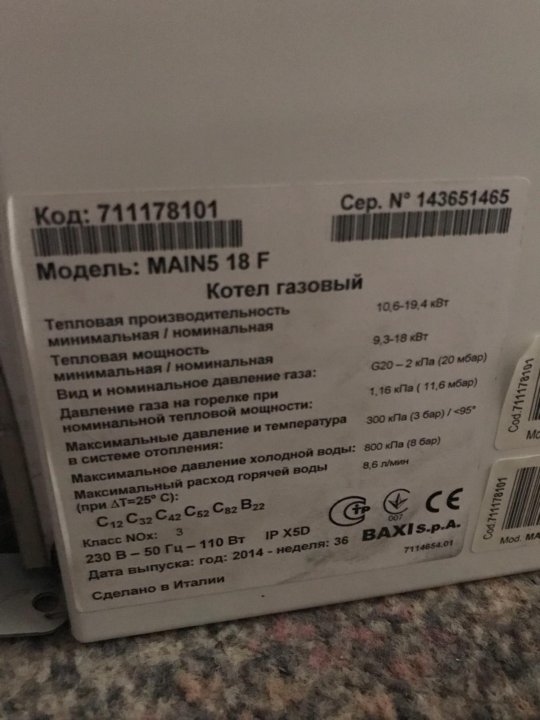 Код: 711178101
Сер. N° 143651465
Модель: MAIN5 18 F
Котел газовый
Тепловая производительность
минимальная / номинальная
10,6-19,4 кВт
Тепловая мощность
минимальная / номинальная
9,3-18 кВт
Вид и номинальное давление газа:
G20 – 2 кПа (20 мбар)
Давление газа на горелке при
номинальной тепловой мощности:
1,16 кПа ( 11,6 мбар)
Максимальные давление и температура
в системе отопления:
300 кПа (3 бар) / <95°
Максимальное давление холодной воды:
800 кПа (8 бар)
Максимальный расход горячей воды
(при ΔT=25° C):
8,6 л/мин
C12 C32 C42 C52 C82 B22
Класс NOx: 3
230 В – 50 Гц – 110 Вт IP X5D
Дата выпуска: год: 2014 - неделя: 36
Сделано в Италии
007
CE
BAXI S.p.A.
7114654.01
Cod.711178101
Cod.711178101
Mod. MA